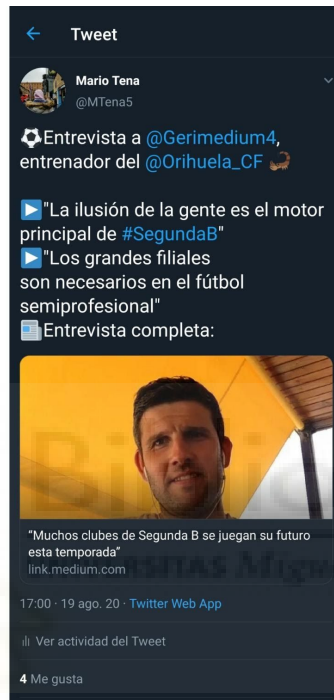 Tweet
Mario Tena
@MTena5
Entrevista a @Gerimedium4,
entrenador del @Orihuela_CF
"La ilusión de la gente es el motor
principal de #SegundaB"
"Los grandes filiales
son necesarios en el fútbol
semiprofesional"
Entrevista completa:
“Muchos clubes de Segunda B se juegan su futuro
esta temporada”
link.medium.com
17:00 · 19 ago. 20 · Twitter Web App
Ver actividad del Tweet
4 Me gusta